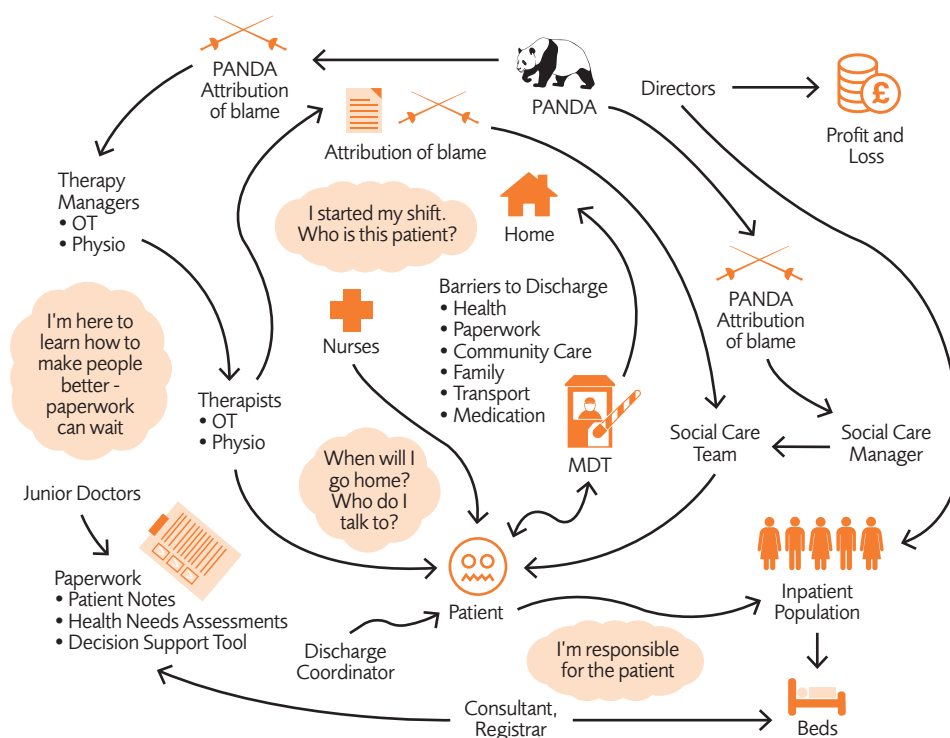 PANDA
Attribution
of blame
PANDA
Directors
Profit and
Loss
£
Attribution of blame
Therapy
Managers
• OT
• Physio
I started my shift.
Who is this patient?
Home
PANDA
Attribution
of blame
Nurses
Barriers to Discharge
• Health
• Paperwork
• Community Care
• Family
• Transport
• Medication
I'm here to
learn how to
make people
better -
paperwork
can wait
Therapists
• OT
• Physio
MDT
Social Care
Team
Social Care
Manager
When will I
go home?
Who do I
talk to?
Junior Doctors
Paperwork
• Patient Notes
• Health Needs Assessments
• Decision Support Tool
Patient
Inpatient
Population
Discharge
Coordinator
I'm responsible
for the patient
Consultant,
Registrar
Beds